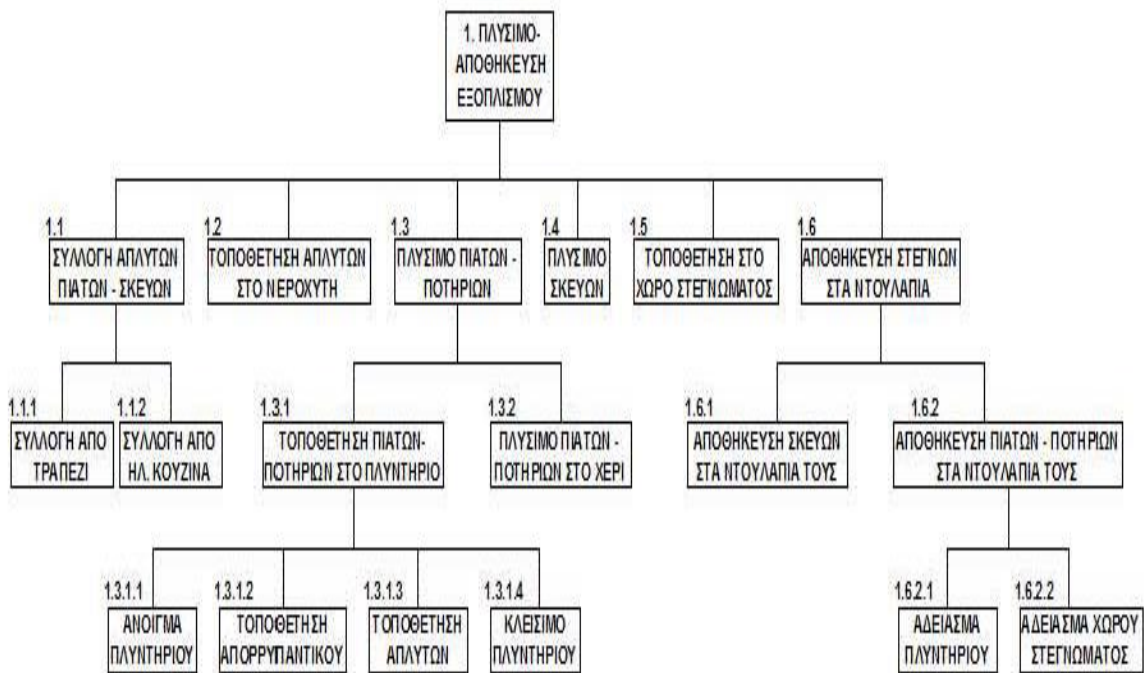 1. ΠΛΥΣΙΜΟ-
ΑΠΟΘΗΚΕΥΣΗ
ΕΞΟΠΛΙΣΜΟΥ
1.1
ΣΥΛΛΟΓΗ ΑΠΛΥΤΩΝ
ΠΙΑΤΩΝ - ΣΚΕΥΩΝ
1.2
ΤΟΠΟΘΕΤΗΣΗ ΑΠΛΥΤΩΝ
ΣΤΟ ΝΕΡΟΧΥΤΗ
1.3
ΠΛΥΣΙΜΟ ΠΙΑΤΩΝ -
ΠΟΤΗΡΙΩΝ
1.4
ΠΛΥΣΙΜΟ
ΣΚΕΥΩΝ
1.5
ΤΟΠΟΘΕΤΗΣΗ ΣΤΟ
ΧΩΡΟ ΣΤΕΓΝΩΜΑΤΟΣ
1.6
ΑΠΟΘΗΚΕΥΣΗ ΣΤΕΓΝΩΝ
ΣΤΑ ΝΤΟΥΛΑΠΙΑ
1.1.1
ΣΥΛΛΟΓΗ ΑΠΟ
ΤΡΑΠΕΖΙ
1.1.2
ΣΥΛΛΟΓΗ ΑΠΟ
ΗΛ. ΚΟΥΖΙΝΑ
1.3.1
ΤΟΠΟΘΕΤΗΣΗ ΠΙΑΤΩΝ-
ΠΟΤΗΡΙΩΝ ΣΤΟ ΠΛΥΝΤΗΡΙΟ
1.3.2
ΠΛΥΣΙΜΟ ΠΙΑΤΩΝ -
ΠΟΤΗΡΙΩΝ ΣΤΟ ΧΕΡΙ
1.6.1
ΑΠΟΘΗΚΕΥΣΗ ΣΚΕΥΩΝ
ΣΤΑ ΝΤΟΥΛΑΠΙΑ ΤΟΥΣ
1.6.2
ΑΠΟΘΗΚΕΥΣΗ ΠΙΑΤΩΝ - ΠΟΤΗΡΙΩΝ
ΣΤΑ ΝΤΟΥΛΑΠΙΑ ΤΟΥΣ
1.3.1.1
ΑΝΟΙΓΜΑ
ΠΛΥΝΤΗΡΙΟΥ
1.3.1.2
ΤΟΠΟΘΕΤΗΣΗ
ΑΠΟΡΡΥΠΑΝΤΙΚΟΥ
1.3.1.3
ΤΟΠΟΘΕΤΗΣΗ
ΑΠΛΥΤΩΝ
1.3.1.4
ΚΛΕΙΣΙΜΟ
ΠΛΥΝΤΗΡΙΟΥ
1.6.2.1
ΑΔΕΙΑΣΜΑ
ΠΛΥΝΤΗΡΙΟΥ
1.6.2.2
ΑΔΕΙΑΣΜΑ ΧΩΡΟΥ
ΣΤΕΓΝΩΜΑΤΟΣ